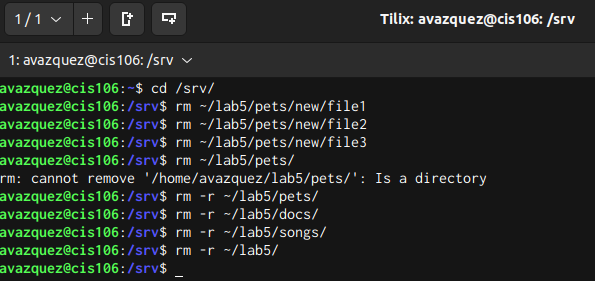 1 / 1
Tilix: avazquez@cis106: /srv
1: avazquez@cis106: /srv
avazquez@cis106:~$ cd /srv/
avazquez@cis106:/srv$ rm ~/lab5/pets/new/file1
avazquez@cis106:/srv$ rm ~/lab5/pets/new/file2
avazquez@cis106:/srv$ rm ~/lab5/pets/new/file3
avazquez@cis106:/srv$ rm ~/lab5/pets/
rm: cannot remove '/home/avazquez/lab5/pets/': Is a directory
avazquez@cis106:/srv$ rm -r ~/lab5/pets/
avazquez@cis106:/srv$ rm -r ~/lab5/docs/
avazquez@cis106:/srv$ rm -r ~/lab5/songs/
avazquez@cis106:/srv$ rm -r ~/lab5/
avazquez@cis106:/srv$ _